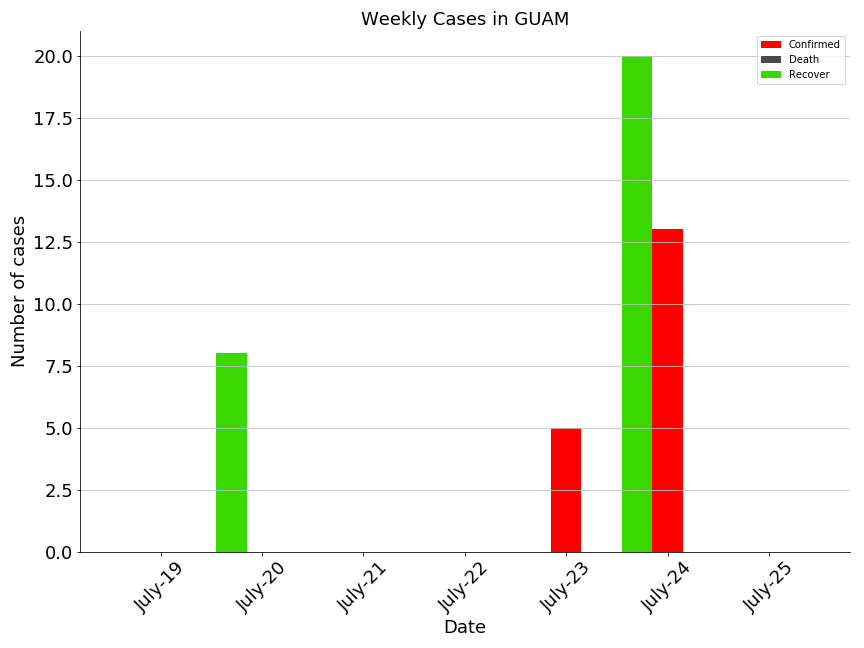 Weekly Cases in GUAM
Confirmed
Death
Recover
20.0
17.5
15.0
12.5
10.0
7.5
5.0
2.5
0.0
Number of cases
July-19
July-20
July-21
July-22
July-23
July-24
July-25
Date